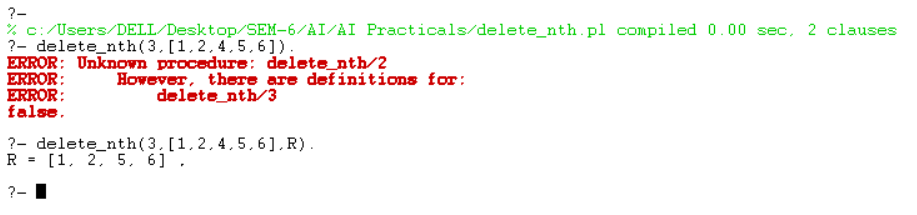 ?-
% c:/Users/DELL/Desktop/SEM-6/AI/AI Practicals/delete_nth.pl compiled 0.00 sec, 2 clauses
?- delete_nth(3,[1,2,4,5,6]).
ERROR: Unknown procedure: delete_nth/2
ERROR:     However, there are definitions for:
ERROR:         delete_nth/3
false.

?- delete_nth(3,[1,2,4,5,6],R).
R = [1, 2, 5, 6] .

?-